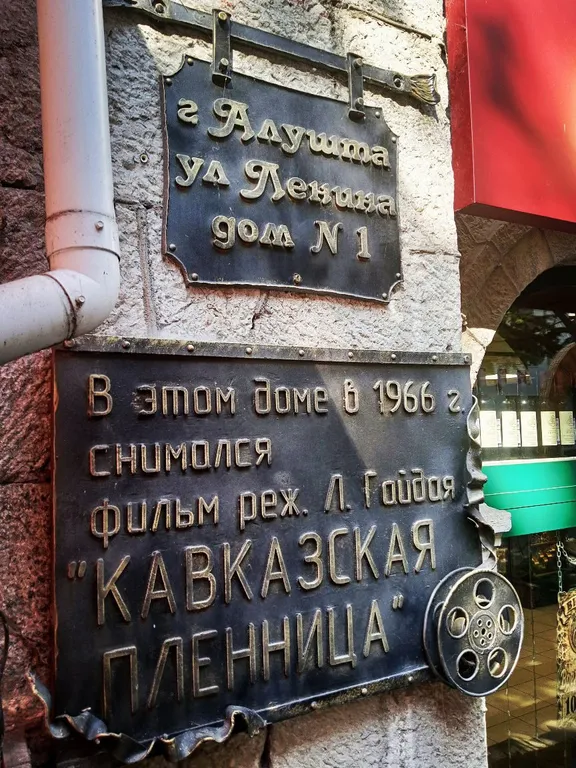 г Алушта
ул Ленина
дом N 1
В этом доме в 1966 г.
снимался
фильм реж. Л. Гайдая
"КАВКАЗСКАЯ
ПЛЕННИЦА"